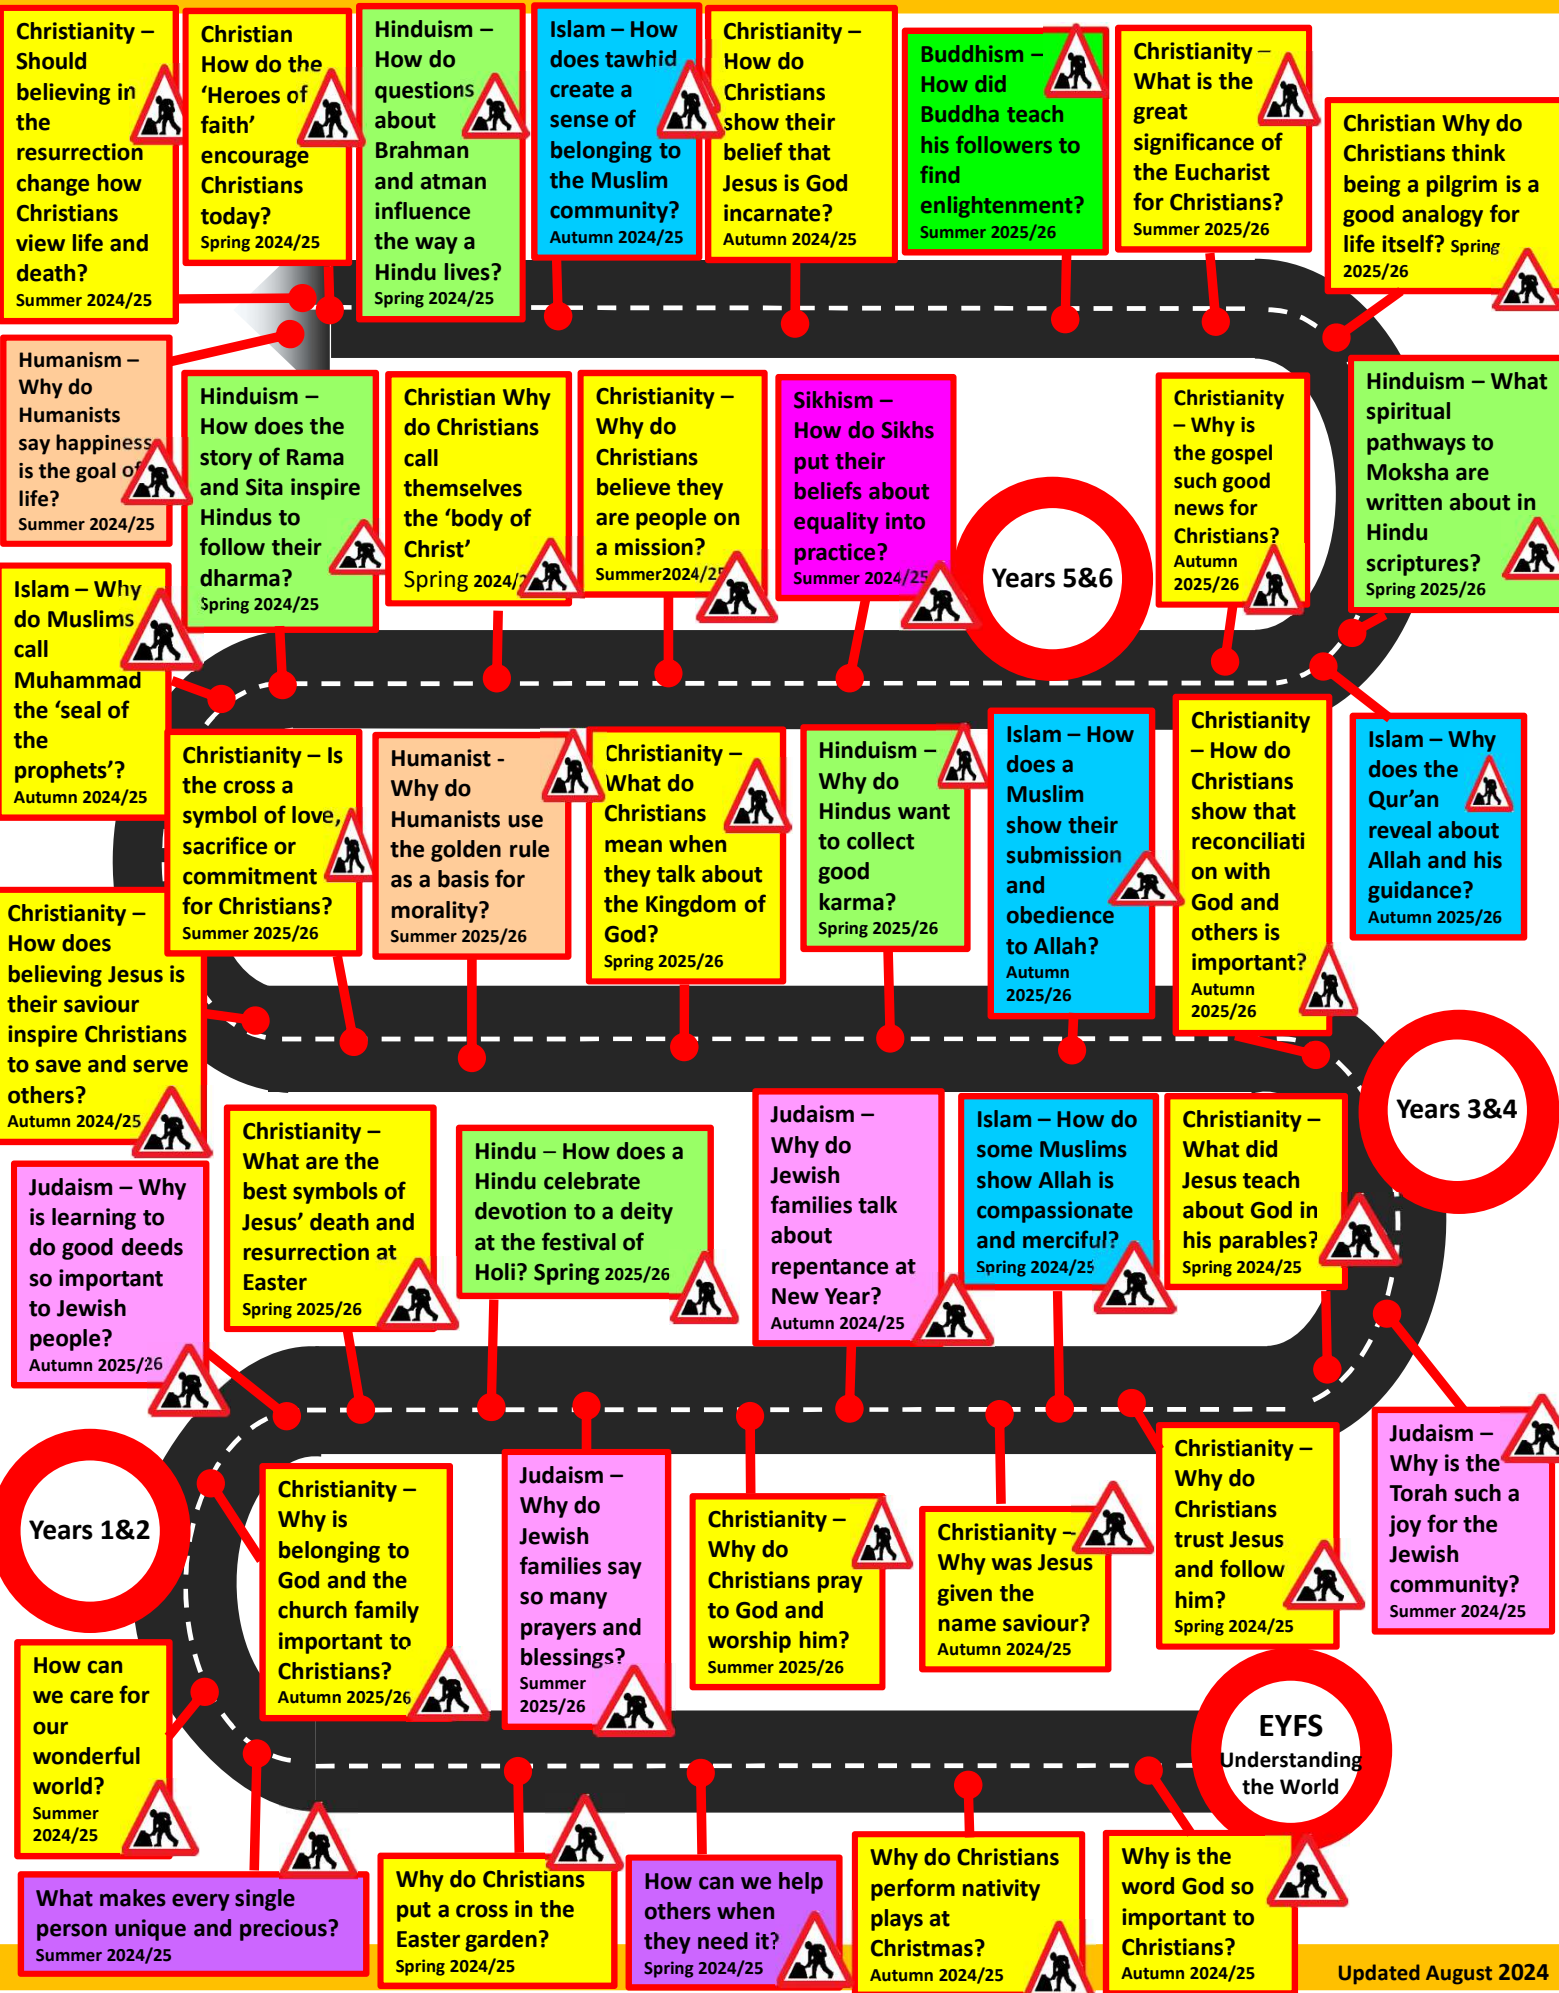 Christianity –
Should
believing in
the
resurrection
change how
Christians
view life and
death?
Summer 2024/25
Christian
How do the
‘Heroes of
faith’
encourage
Christians
today?
Spring 2024/25
Hinduism –
How do
questions
about
Brahman
and atman
influence
the way a
Hindu lives?
Spring 2024/25
Islam – How
does tawhid
create a
sense of
belonging to
the Muslim
community?
Autumn 2024/25
Christianity –
How do
Christians
show their
belief that
Jesus is God
incarnate?
Autumn 2024/25
Buddhism –
How did
Buddha teach
his followers to
find
enlightenment?
Summer 2025/26
Christianity –
What is the
great
significance of
the Eucharist
for Christians?
Summer 2025/26
Christian Why do
Christians think
being a pilgrim is a
good analogy for
life itself? Spring
2025/26
Humanism –
Why do
Humanists
say happiness
is the goal of
life?
Summer 2024/25
Hinduism –
How does the
story of Rama
and Sita inspire
Hindus to
follow their
dharma?
Spring 2024/25
Christian Why
do Christians
call
themselves
the ‘body of
Christ’
Spring 2024/2
Christianity –
Why do
Christians
believe they
are people on
a mission?
Summer2024/25
Sikhism –
How do Sikhs
put their
beliefs about
equality into
practice?
Summer 2024/25
Years 5&6
Christianity
– Why is
the gospel
such good
news for
Christians?
Autumn
2025/26
Hinduism – What
spiritual
pathways to
Moksha are
written about in
Hindu
scriptures?
Spring 2025/26
Islam – Why
do Muslims
call
Muhammad
the ‘seal of
the
prophets’?
Autumn 2024/25
Christianity – Is
the cross a
symbol of love,
sacrifice or
commitment
for Christians?
Summer 2025/26
Humanist -
Why do
Humanists use
the golden rule
as a basis for
morality?
Summer 2025/26
Christianity –
What do
Christians
mean when
they talk about
the Kingdom of
God?
Spring 2025/26
Hinduism –
Why do
Hindus want
to collect
good
karma?
Spring 2025/26
Islam – How
does a
Muslim
show their
submission
and
obedience
to Allah?
Autumn
2025/26
Christianity
– How do
Christians
show that
reconciliati
on with
God and
others is
important?
Autumn
2025/26
Islam – Why
does the
Qur’an
reveal about
Allah and his
guidance?
Autumn 2025/26
Christianity –
How does
believing Jesus is
their saviour
inspire Christians
to save and serve
others?
Autumn 2024/25
Years 3&4
Judaism – Why
is learning to
do good deeds
so important
to Jewish
people?
Autumn 2025/26
Christianity –
What are the
best symbols of
Jesus’ death and
resurrection at
Easter
Spring 2025/26
Hindu – How does a
Hindu celebrate
devotion to a deity
at the festival of
Holi? Spring 2025/26
Judaism –
Why do
Jewish
families talk
about
repentance at
New Year?
Autumn 2024/25
Islam – How do
some Muslims
show Allah is
compassionate
and merciful?
Spring 2024/25
Christianity –
What did
Jesus teach
about God in
his parables?
Spring 2024/25
Years 1&2
Christianity –
Why is
belonging to
God and the
church family
important to
Christians?
Autumn 2025/26
Judaism –
Why do
Jewish
families say
so many
prayers and
blessings?
Summer
2025/26
Christianity –
Why do
Christians pray
to God and
worship him?
Summer 2025/26
Christianity –
Why was Jesus
given the
name saviour?
Autumn 2024/25
Christianity –
Why do
Christians
trust Jesus
and follow
him?
Spring 2024/25
Judaism –
Why is the
Torah such a
joy for the
Jewish
community?
Summer 2024/25
How can
we care for
our
wonderful
world?
Summer
2024/25
EYFS
Understanding
the World
What makes every single
person unique and precious?
Summer 2024/25
Why do Christians
put a cross in the
Easter garden?
Spring 2024/25
How can we help
others when
they need it?
Spring 2024/25
Why do Christians
perform nativity
plays at
Christmas?
Autumn 2024/25
Why is the
word God so
important to
Christians?
Autumn 2024/25
Updated August 2024